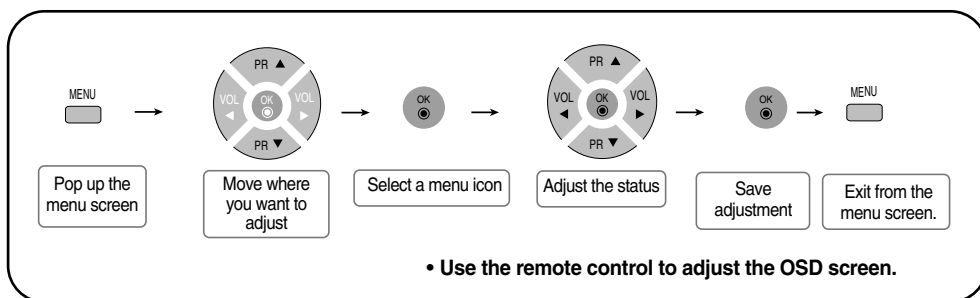 MENU
PR ▲
VOL ◀ OK ◉ VOL ▶
PR ▼
OK ◉
PR ▲
VOL ◀ OK ◉ VOL ▶
PR ▼
OK ◉
MENU
Pop up the
menu screen
Move where
you want to
adjust
Select a menu icon
Adjust the status
Save
adjustment
Exit from the
menu screen.
• Use the remote control to adjust the OSD screen.